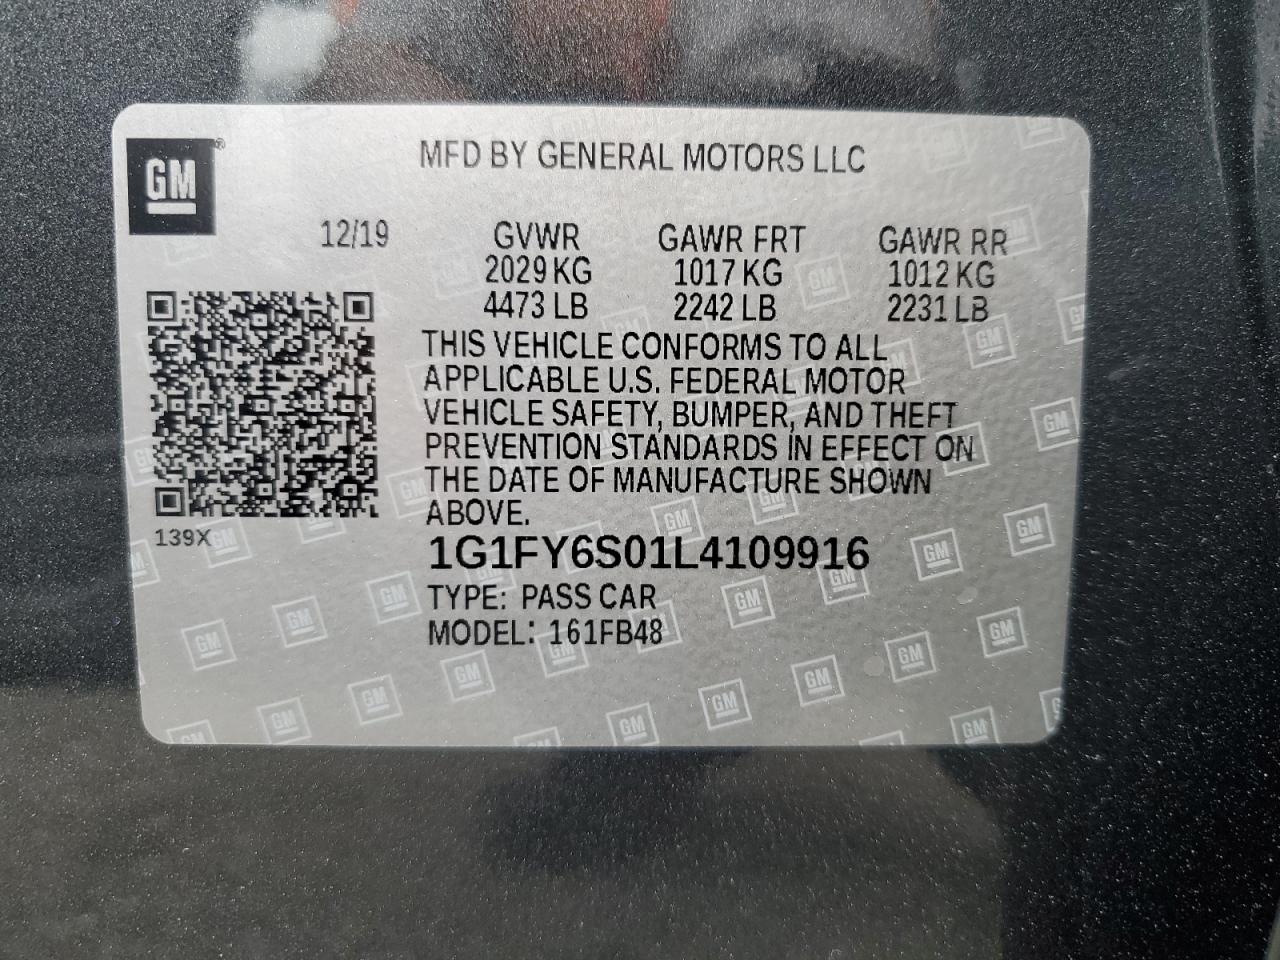 GM
MFD BY GENERAL MOTORS LLC
12/19 GVWR GAWR FRT GAWR RR
2029 KG 1017 KG 1012 KG
4473 LB 2242 LB 2231 LB
THIS VEHICLE CONFORMS TO ALL
APPLICABLE U.S. FEDERAL MOTOR
VEHICLE SAFETY, BUMPER, AND THEFT
PREVENTION STANDARDS IN EFFECT ON
THE DATE OF MANUFACTURE SHOWN
ABOVE.
139X
1G1FY6S01L4109916
TYPE: PASS CAR
MODEL: 161FB48